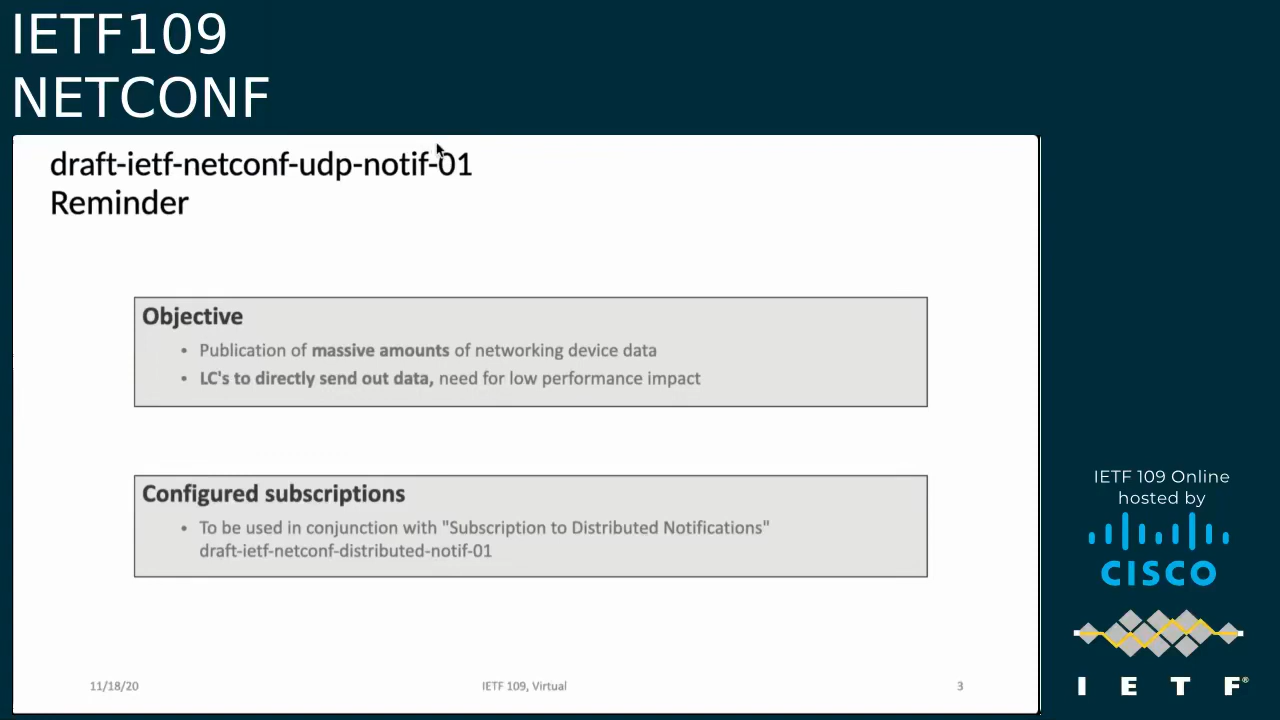 IETF109
NETCONF
draft-ietf-netconf-udp-notif-01
Reminder
Objective
• Publication of massive amounts of networking device data
• LC's to directly send out data, need for low performance impact
Configured subscriptions
• To be used in conjunction with "Subscription to Distributed Notifications"
draft-ietf-netconf-distributed-notif-01
11/18/20
IETF 109, Virtual
3
IETF 109 Online
hosted by
CISCO
I E T F®